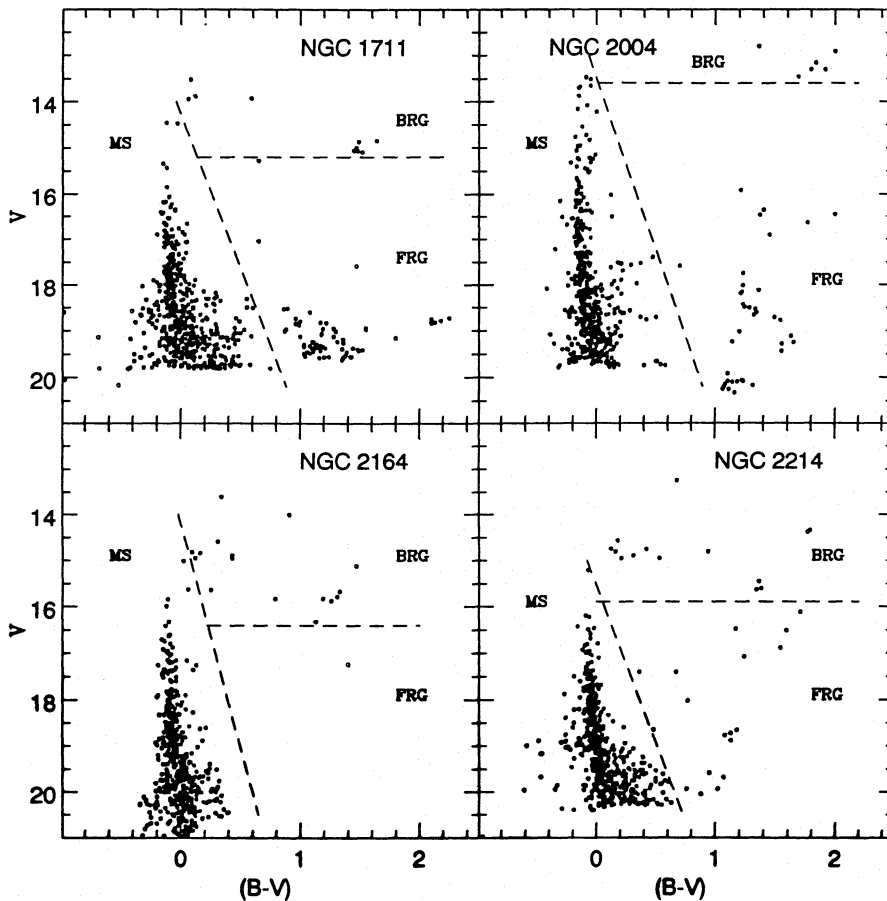 NGC 1711
NGC 2004
BRG
BRG
14
MS
MS
16
V
FRG
FRG
18
20
NGC 2164
NGC 2214
14
MS
BRG
BRG
16
MS
V
FRG
FRG
18
20
0 1 2
0 1 2
(B-V)
(B-V)